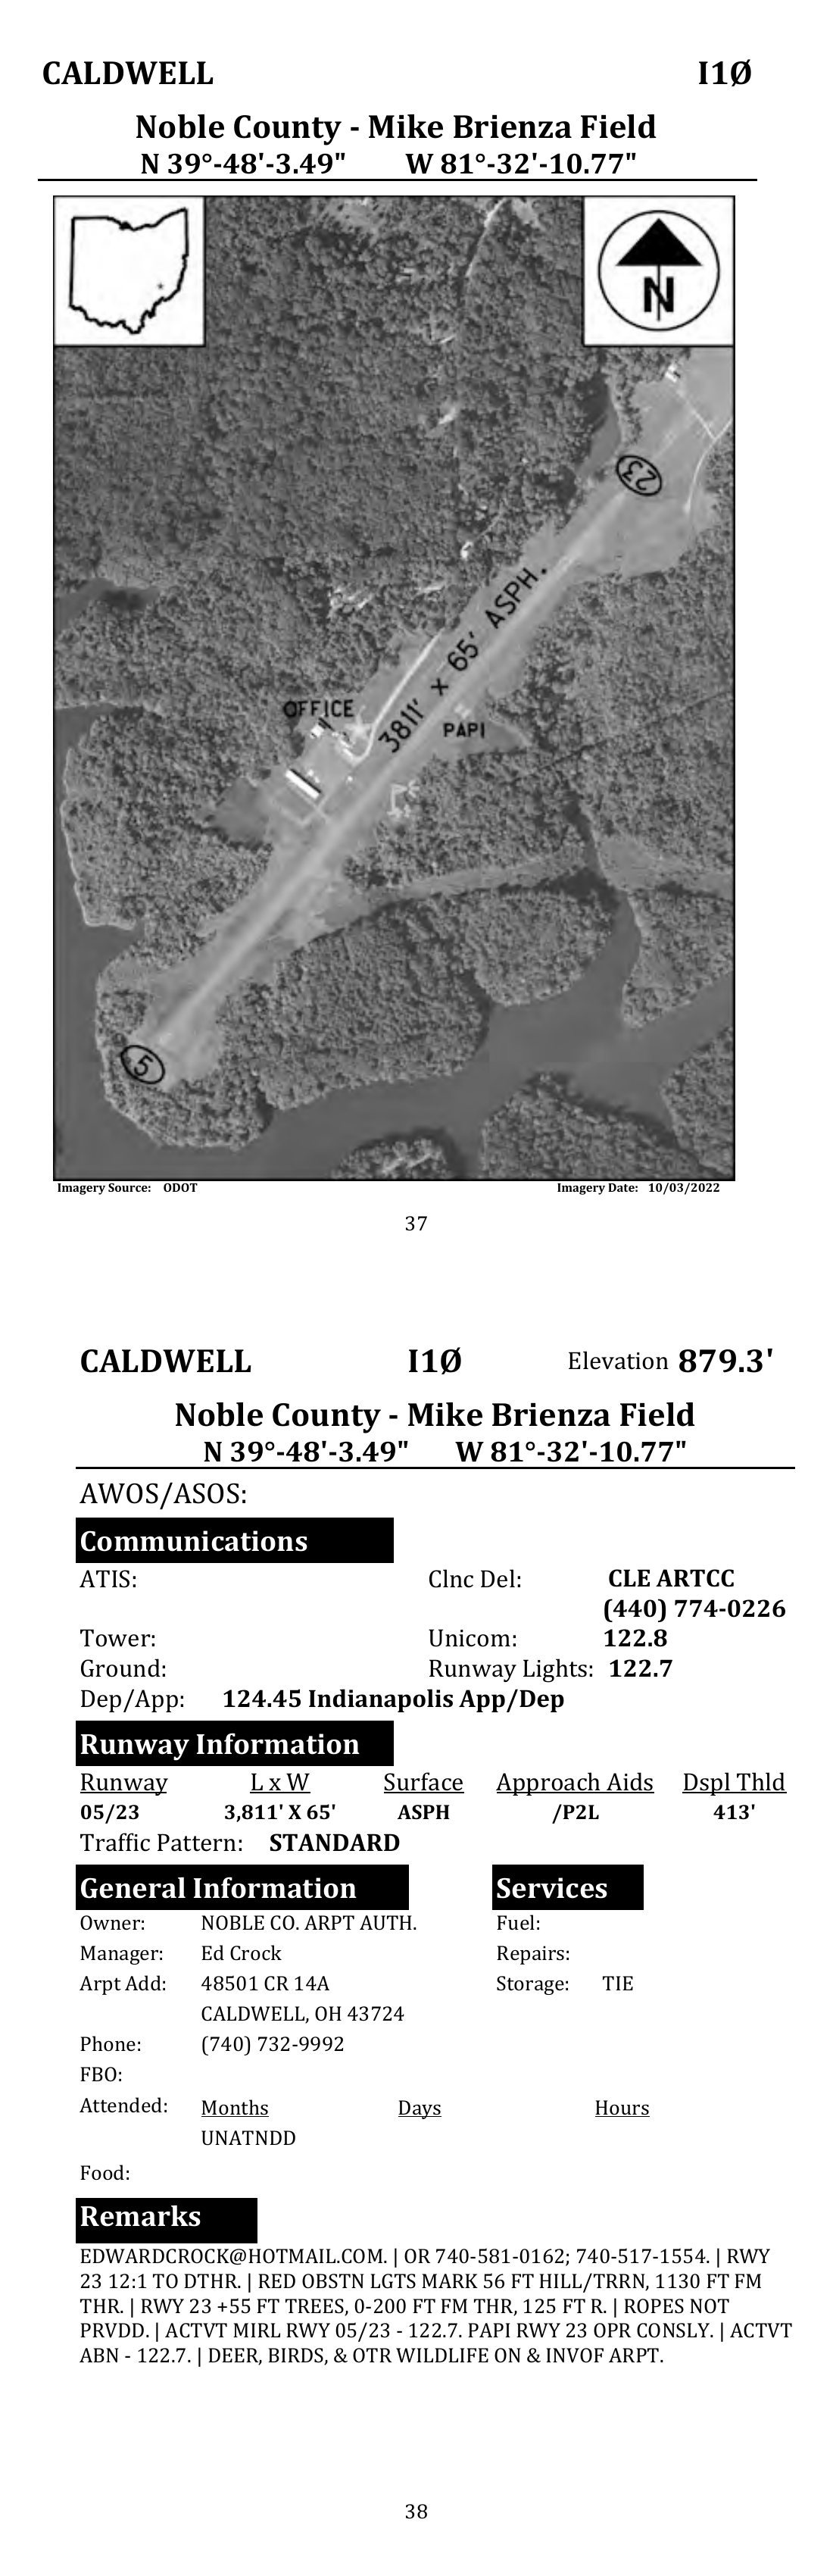 CALDWELL I1Ø
Noble County - Mike Brienza Field
N 39°-48'-3.49" W 81°-32'-10.77"
N
23
3811' x 65' ASPH.
OFFICE
PAPI
5
Imagery Source: ODOT Imagery Date: 10/03/2022
37
CALDWELL I1Ø Elevation 879.3'
Noble County - Mike Brienza Field
N 39°-48'-3.49" W 81°-32'-10.77"
AWOS/ASOS:
Communications
ATIS: Clnc Del: CLE ARTCC
(440) 774-0226
Tower: Unicom: 122.8
Ground: Runway Lights: 122.7
Dep/App: 124.45 Indianapolis App/Dep
Runway Information
Runway L x W Surface Approach Aids Dspl Thld
05/23 3,811' X 65' ASPH /P2L 413'
Traffic Pattern: STANDARD
General Information Services
Owner: NOBLE CO. ARPT AUTH. Fuel:
Manager: Ed Crock Repairs:
Arpt Add: 48501 CR 14A Storage: TIE
CALDWELL, OH 43724
Phone: (740) 732-9992
FBO:
Attended: Months Days Hours
UNATNDD
Food:
Remarks
EDWARDCROCK@HOTMAIL.COM. | OR 740-581-0162; 740-517-1554. | RWY
23 12:1 TO DTHR. | RED OBSTN LGTS MARK 56 FT HILL/TRRN, 1130 FT FM
THR. | RWY 23 +55 FT TREES, 0-200 FT FM THR, 125 FT R. | ROPES NOT
PRVDD. | ACTVT MIRL RWY 05/23 - 122.7. PAPI RWY 23 OPR CONSLY. | ACTVT
ABN - 122.7. | DEER, BIRDS, & OTR WILDLIFE ON & INVOF ARPT.
38